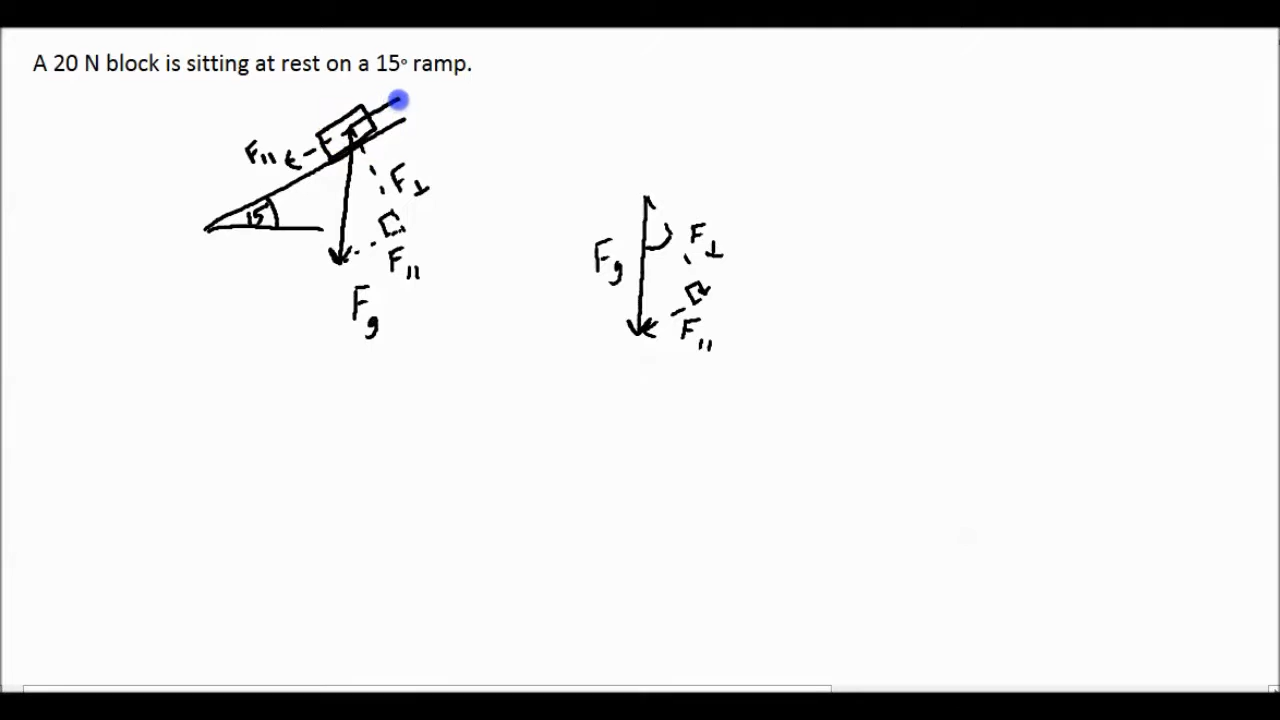 A 20 N block is sitting at rest on a 15° ramp.
F||
F⊥
15
F||
Fg
F⊥
Fg
F||